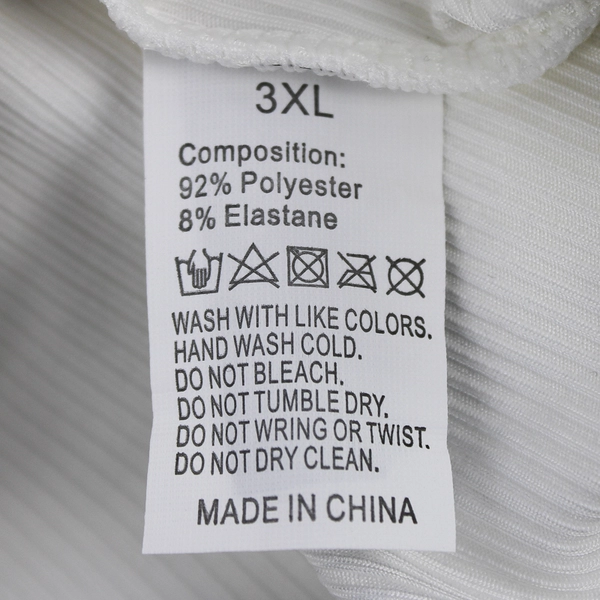 3XL
Composition:
92% Polyester
8% Elastane
WASH WITH LIKE COLORS.
HAND WASH COLD.
DO NOT BLEACH.
DO NOT TUMBLE DRY.
DO NOT WRING OR TWIST.
DO NOT DRY CLEAN.
MADE IN CHINA